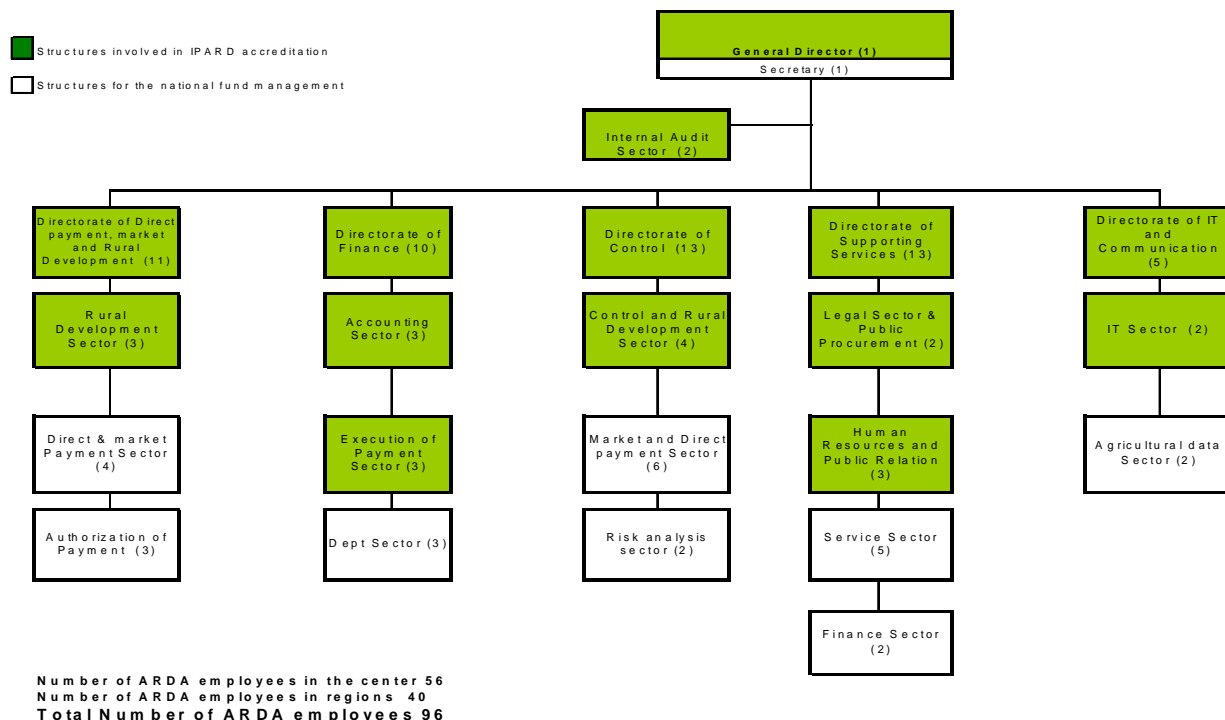 Structures involved in IPARD accreditation
Structures for the national fund management
General Director (1)
Secretary (1)
Internal Audit
Sector (2)
Directorate of Direct
payment, market
and Rural
Development (11)
Directorate of
Finance (10)
Directorate of
Control (13)
Directorate of
Supporting
Services (13)
Directorate of IT
and
Communication
(5)
Rural
Development
Sector (3)
Accounting
Sector (3)
Control and Rural
Development
Sector (4)
Legal Sector &
Public
Procurement (2)
IT Sector (2)
Direct & market
Payment Sector
(4)
Execution of
Payment
Sector (3)
Market and Direct
payment Sector
(6)
Human
Resources and
Public Relation
(3)
Agricultural data
Sector (2)
Authorization of
Payment (3)
Dept Sector (3)
Risk analysis
sector (2)
Service Sector
(5)
Finance Sector
(2)
Number of ARDA employees in the center 56
Number of ARDA employees in regions 40
Total Number of ARDA employees 96